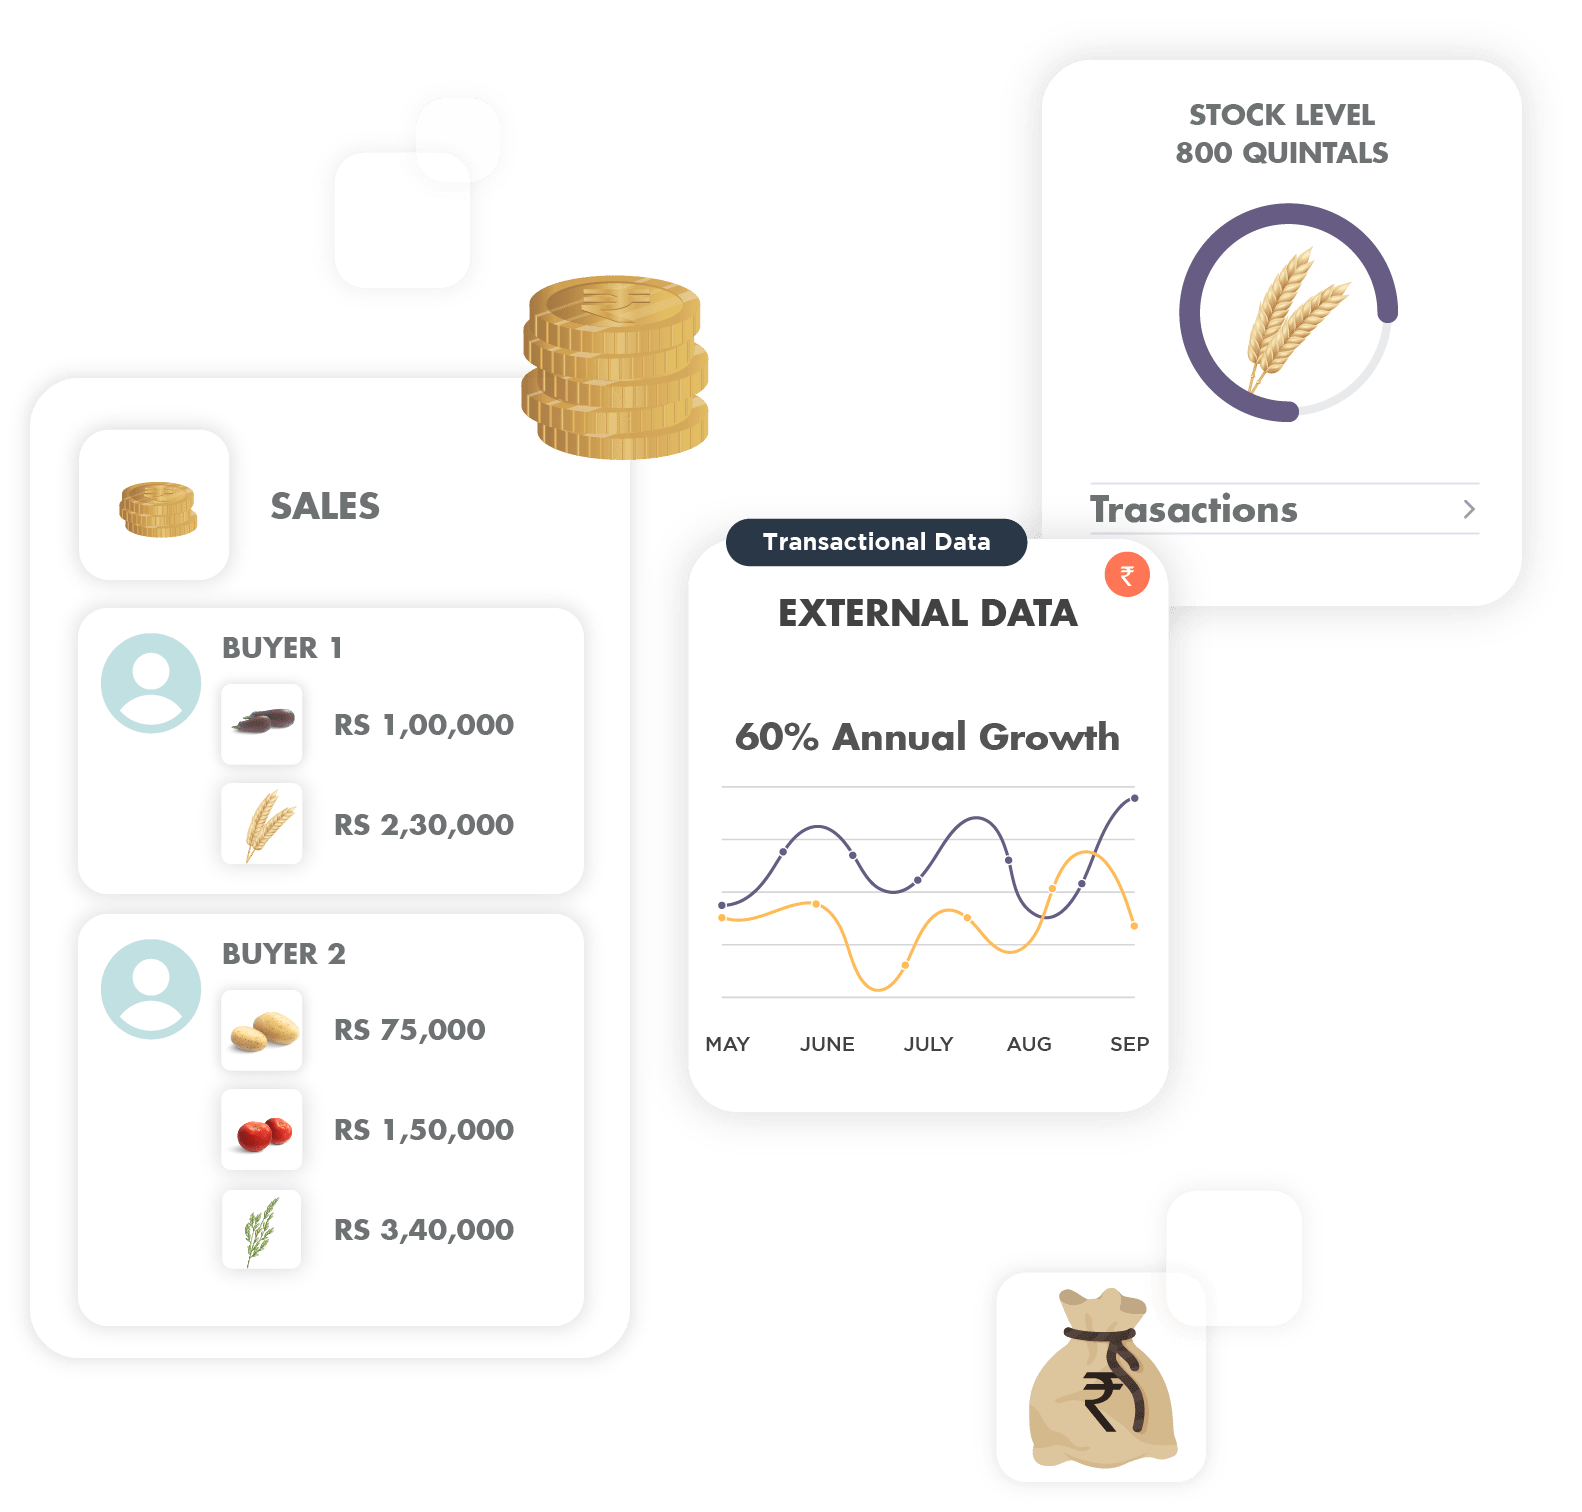 STOCK LEVEL
800 QUINTALS
Trasactions
SALES
BUYER 1
RS 1,00,000
RS 2,30,000
BUYER 2
RS 75,000
RS 1,50,000
RS 3,40,000
Transactional Data
₹
EXTERNAL DATA
60% Annual Growth
MAY JUNE JULY AUG SEP
₹